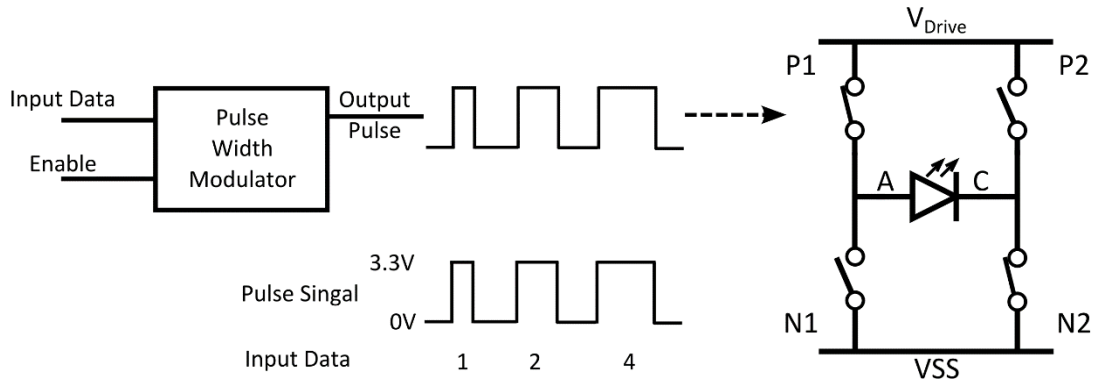 V_Drive
P1
P2
Input Data
Output
Pulse
Pulse
Width
Modulator
Enable
A
C
3.3V
Pulse Singal
0V
N1
N2
Input Data
1 2 4
VSS